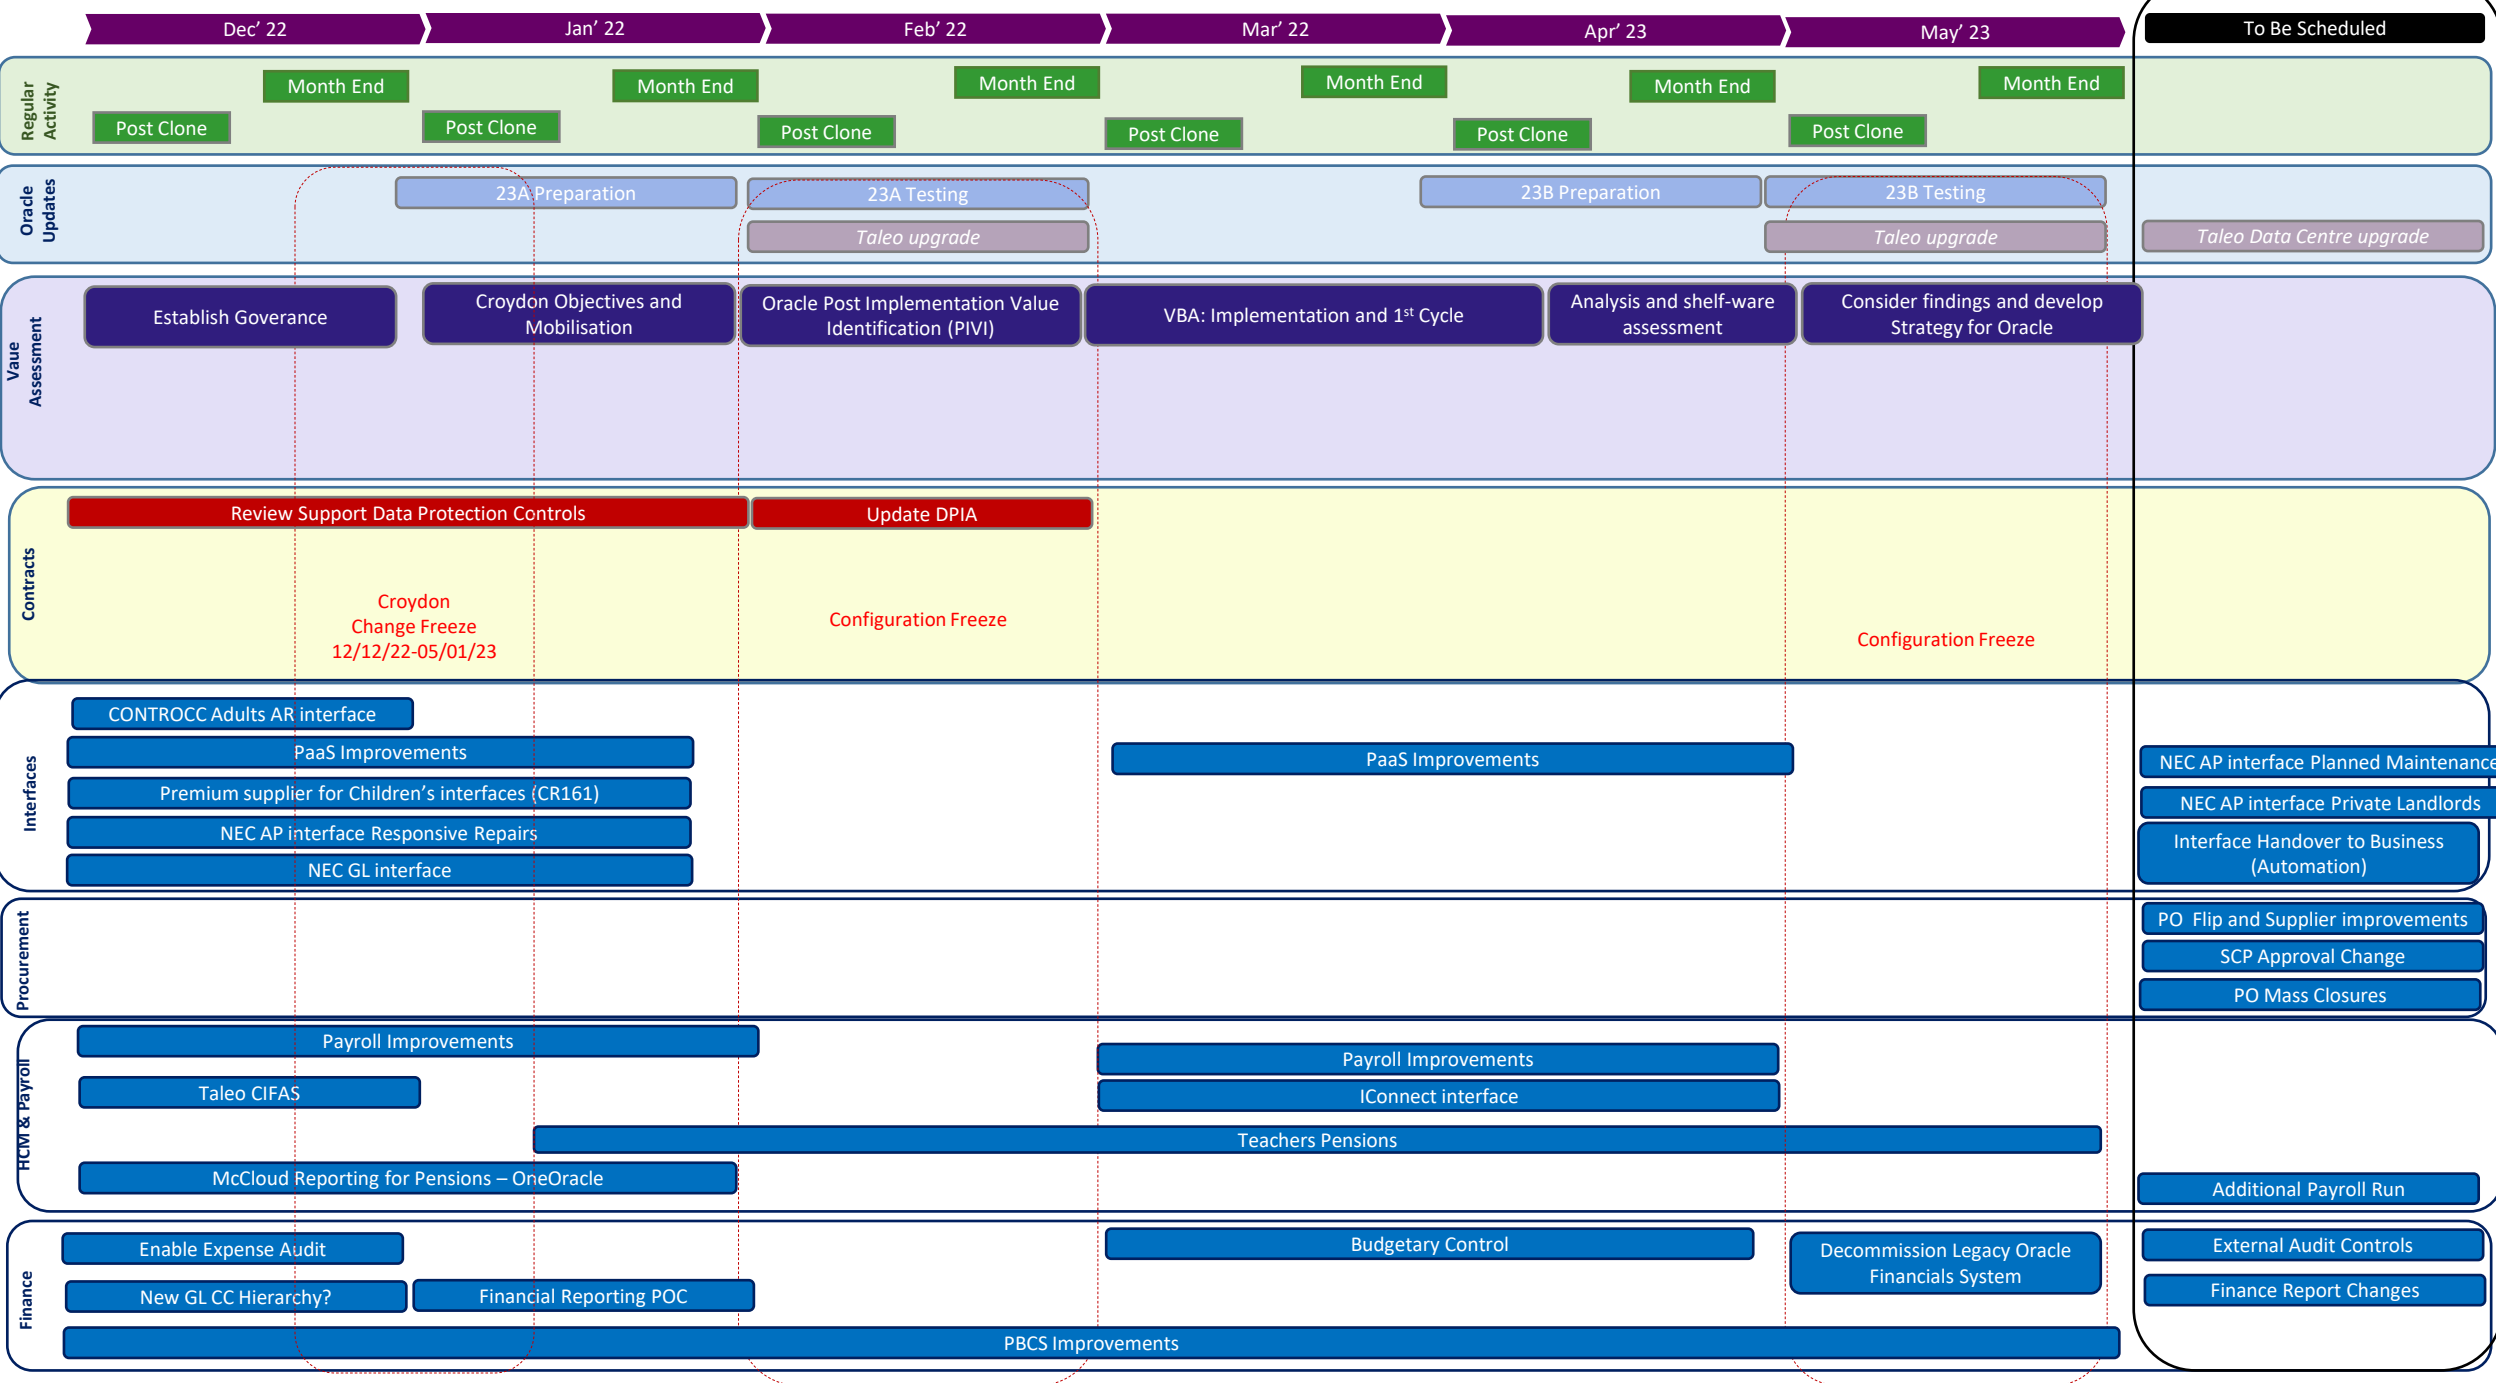 Dec’ 22
Jan’ 22
Feb’ 22
Mar’ 22
Apr’ 23
May’ 23
To Be Scheduled
Regular
Activity
Month End
Month End
Month End
Month End
Month End
Month End
Post Clone
Post Clone
Post Clone
Post Clone
Post Clone
Post Clone
Oracle
Updates
23A Preparation
23A Testing
23B Preparation
23B Testing
Taleo upgrade
Taleo upgrade
Taleo Data Centre upgrade
Vaue
Assessment
Establish Goverance
Croydon Objectives and
Mobilisation
Oracle Post Implementation Value
Identification (PIVI)
VBA: Implementation and 1st Cycle
Analysis and shelf-ware
assessment
Consider findings and develop
Strategy for Oracle
Contracts
Review Support Data Protection Controls
Update DPIA
Croydon
Change Freeze
12/12/22-05/01/23
Configuration Freeze
Configuration Freeze
Interfaces
CONTROCC Adults AR interface
PaaS Improvements
PaaS Improvements
NEC AP interface Planned Maintenance
Premium supplier for Children’s interfaces (CR161)
NEC AP interface Private Landlords
NEC AP interface Responsive Repairs
Interface Handover to Business
(Automation)
NEC GL interface
Procurement
PO  Flip and Supplier improvements
SCP Approval Change
PO Mass Closures
HCM & Payroll
Payroll Improvements
Payroll Improvements
Taleo CIFAS
IConnect interface
Teachers Pensions
McCloud Reporting for Pensions – OneOracle
Additional Payroll Run
Finance
Enable Expense Audit
Budgetary Control
Decommission Legacy Oracle
Financials System
External Audit Controls
New GL CC Hierarchy?
Financial Reporting POC
Finance Report Changes
PBCS Improvements